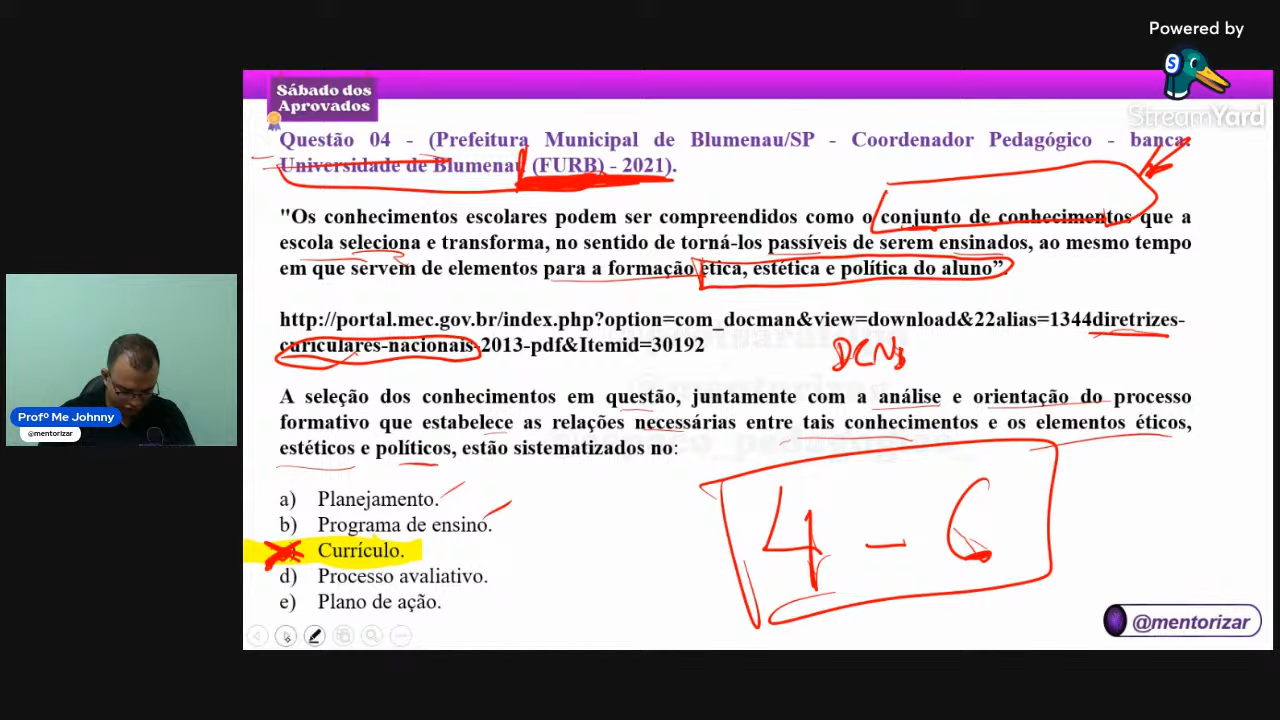 Powered by
StreamYard
Sábado dos
Aprovados
Questão 04 - (Prefeitura Municipal de Blumenau/SP - Coordenador Pedagógico - banca:
Universidade de Blumenau (FURB) - 2021).
"Os conhecimentos escolares podem ser compreendidos como o conjunto de conhecimentos que a
escola seleciona e transforma, no sentido de torná-los passíveis de serem ensinados, ao mesmo tempo
em que servem de elementos para a formação ética, estética e política do aluno”.
http://portal.mec.gov.br/index.php?option=com_docman&view=download&22alias=1344diretrizes-
curiculares-nacionais-2013-pdf&Itemid=30192
DCNs
A seleção dos conhecimentos em questão, juntamente com a análise e orientação do processo
formativo que estabelece as relações necessárias entre tais conhecimentos e os elementos éticos,
estéticos e políticos, estão sistematizados no:
a) Planejamento.
b) Programa de ensino.
Currículo.
d) Processo avaliativo.
e) Plano de ação.
4 - 6
Profº Me Johnny
@mentorizar
@mentorizar